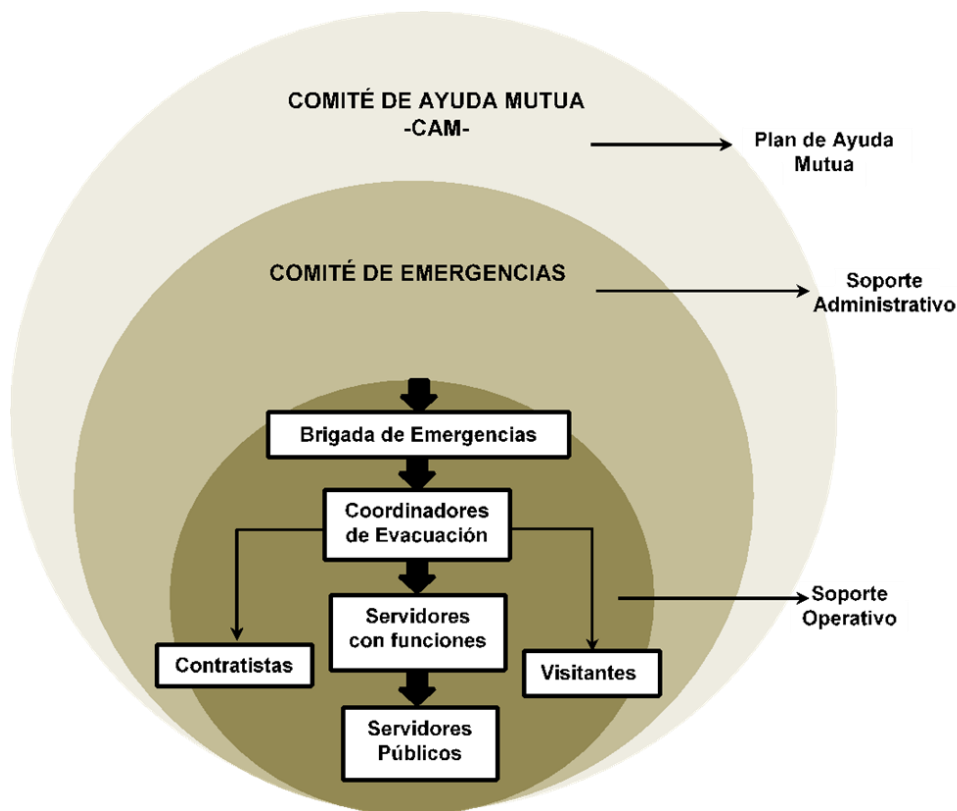 COMITÉ DE AYUDA MUTUA
-CAM-
Plan de Ayuda
Mutua
COMITÉ DE EMERGENCIAS
Soporte
Administrativo
Brigada de Emergencias
Coordinadores
de Evacuación
Servidores
con funciones
Soporte
Operativo
Contratistas
Visitantes
Servidores
Públicos